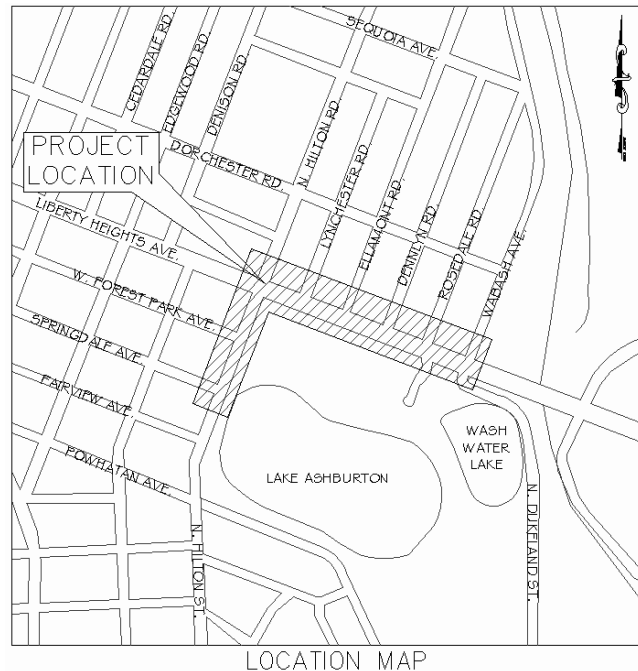 SEQUOIA AVE.
CEDARDALE RD.
EDGEWOOD RD.
DENISON RD.
PROJECT
LOCATION
DORCHESTER RD.
N. HILTON RD.
LYNCHESTER RD.
ELLAMONT RD.
DENNLYN RD.
ROSEDALE RD.
WABASH AVE.
LIBERTY HEIGHTS AVE.
W. FOREST PARK AVE.
SPRINGDALE AVE.
FAIRVIEW AVE.
POWHATAN AVE.
LAKE ASHBURTON
WASH
WATER
LAKE
N. HILTON ST.
N. DUKELAND ST.
LOCATION MAP